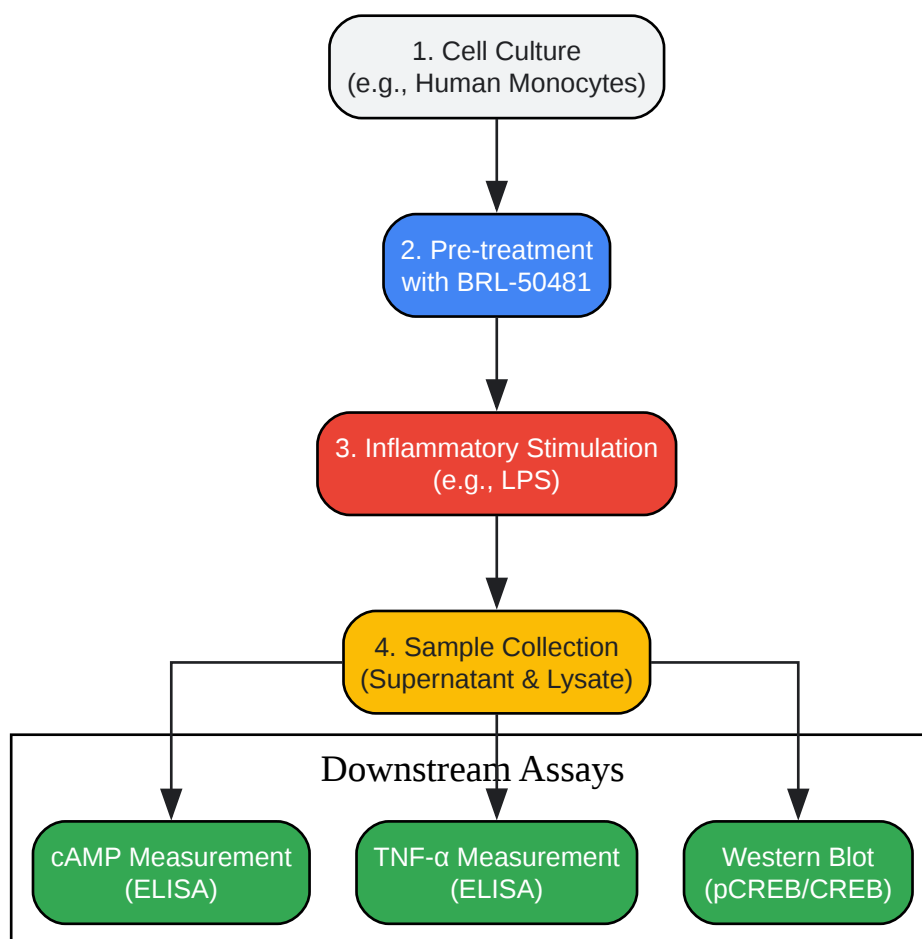 1. Cell Culture
(e.g., Human Monocytes)
2. Pre-treatment
with BRL-50481
3. Inflammatory Stimulation
(e.g., LPS)
4. Sample Collection
(Supernatant & Lysate)
Downstream Assays
cAMP Measurement
(ELISA)
TNF-α Measurement
(ELISA)
Western Blot
(pCREB/CREB)